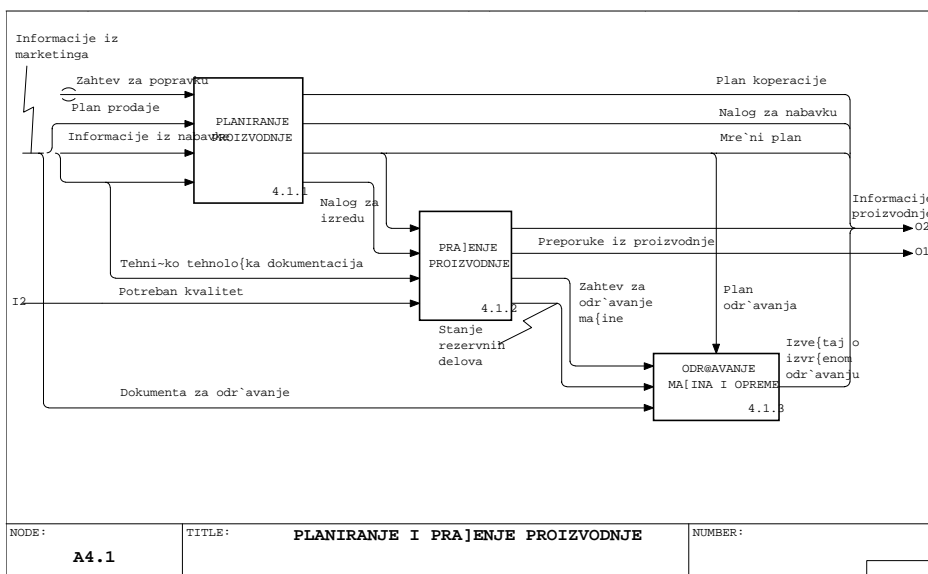 Informacije iz
marketinga
Zahtev za popravku
Plan prodaje
Informacije iz nabavke
PLANIRANJE
PROIZVODNJE
4.1.1
Plan koperacije
Nalog za nabavku
Mre`ni plan
Nalog za
izredu
Informacije
proizvodnje
O2
O1
PRA]ENJE
PROIZVODNJE
4.1.2
Preporuke iz proizvodnje
Tehni~ko tehnolo{ka dokumentacija
Potreban kvalitet
I2
Zahtev za
odr`avanje
ma{ine
Plan
odr`avanja
Stanje
rezervnih
delova
Izve{taj o
izvr{enom
odr`avanju
ODR@AVANJE
MA[INA I OPREME
4.1.3
Dokumenta za odr`avanje
NODE:
A4.1
TITLE:
PLANIRANJE I PRA]ENJE PROIZVODNJE
NUMBER: